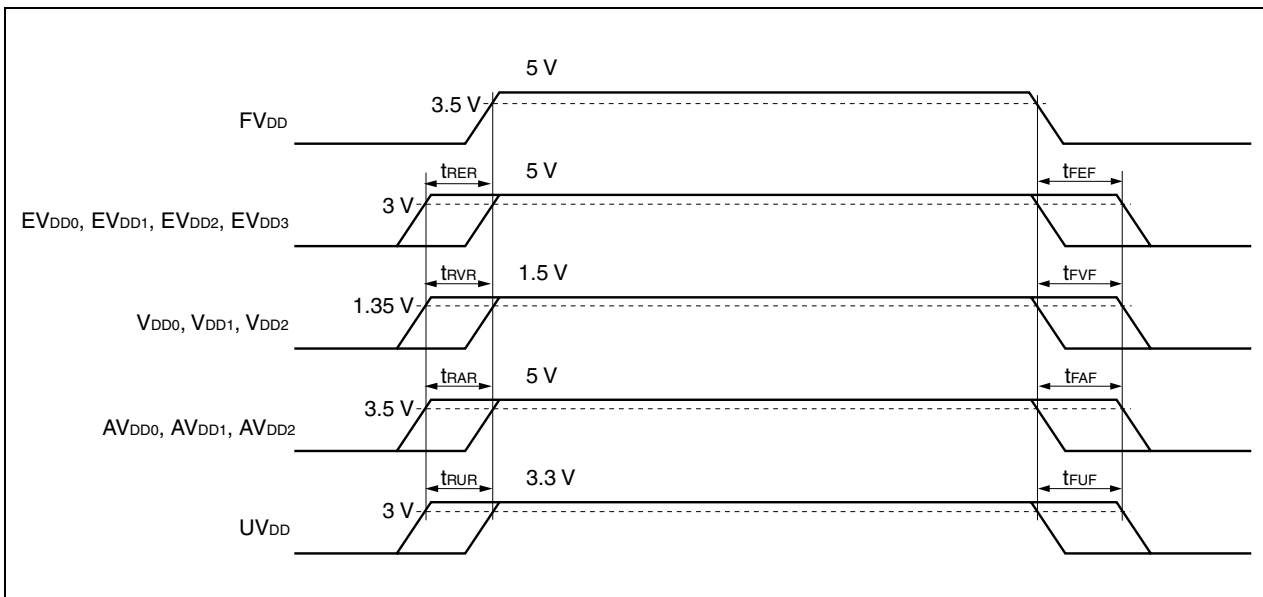 5 V
3.5 V
FVDD
tRER
5 V
tFEF
3 V
EVDD0, EVDD1, EVDD2, EVDD3
tRVR
1.5 V
tFVF
1.35 V
VDD0, VDD1, VDD2
tRAR
5 V
tFAF
3.5 V
AVDD0, AVDD1, AVDD2
tRUR
3.3 V
tFUF
3 V
UVDD